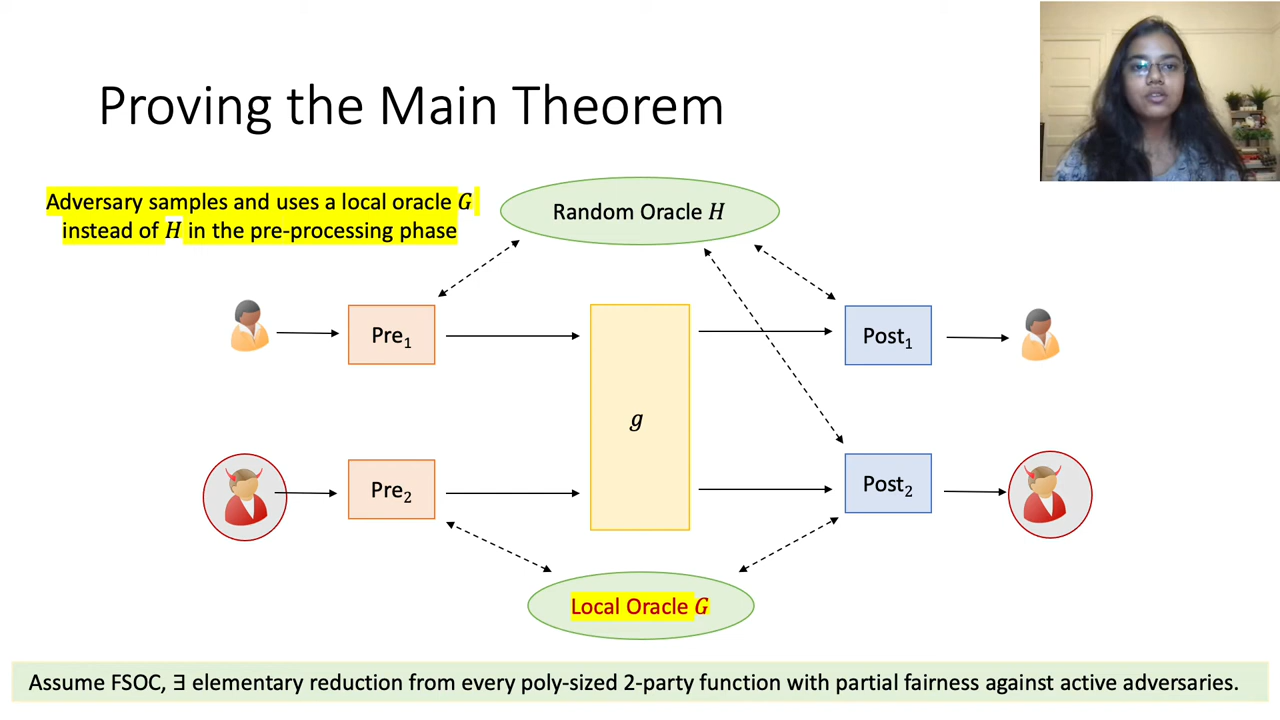 Proving the Main Theorem
Adversary samples and uses a local oracle G
instead of H in the pre-processing phase
Random Oracle H
Pre₁
g
Post₁
Pre₂
Post₂
Local Oracle G
Assume FSOC, ∃ elementary reduction from every poly-sized 2-party function with partial fairness against active adversaries.